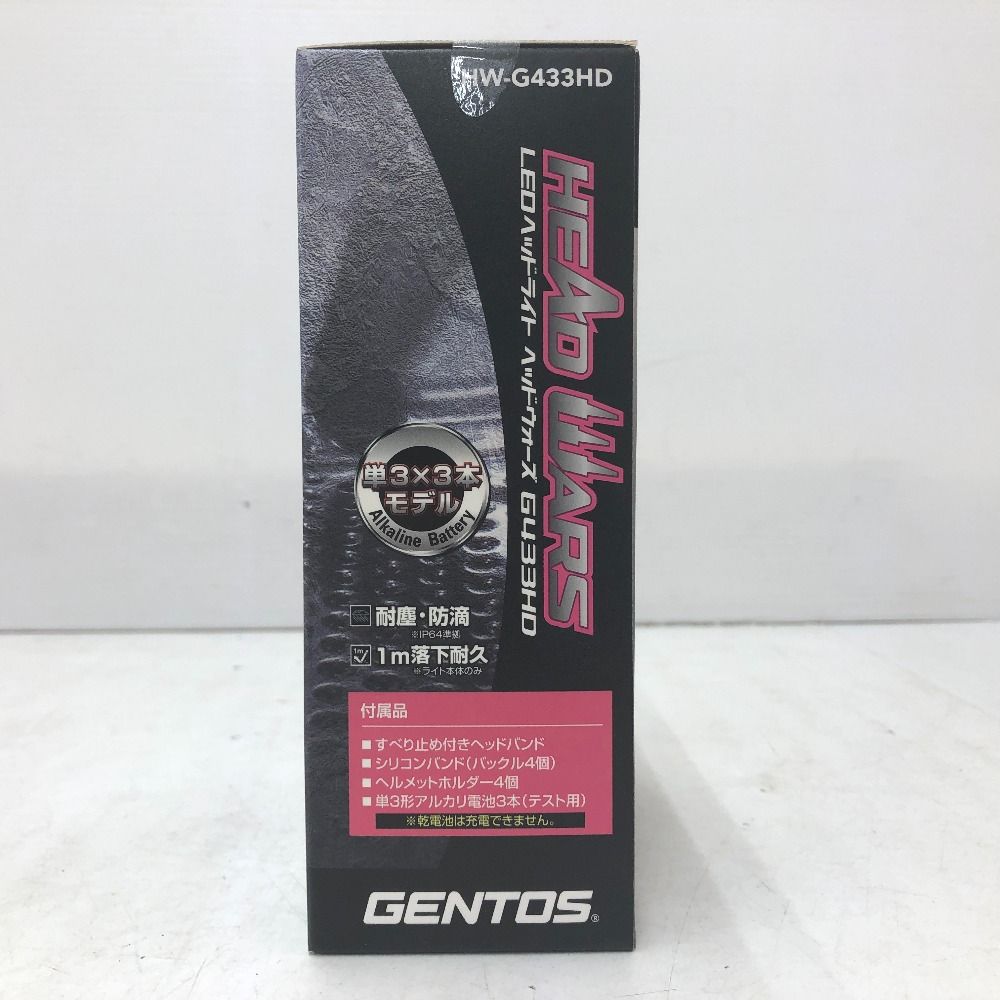 HW-G433HD
HEAD WARS
LEDヘッドライト ヘッドウォーズ G433HD
単3×3本
モデル
Alkaline Battery
耐塵・防滴
※IP64準拠
1m
1m落下耐久
※ライト本体のみ
付属品
■すべり止め付きヘッドバンド
■シリコンバンド(バックル4個)
■ヘルメットホルダー4個
■単3形アルカリ電池3本(テスト用)
※乾電池は充電できません。
GENTOS®